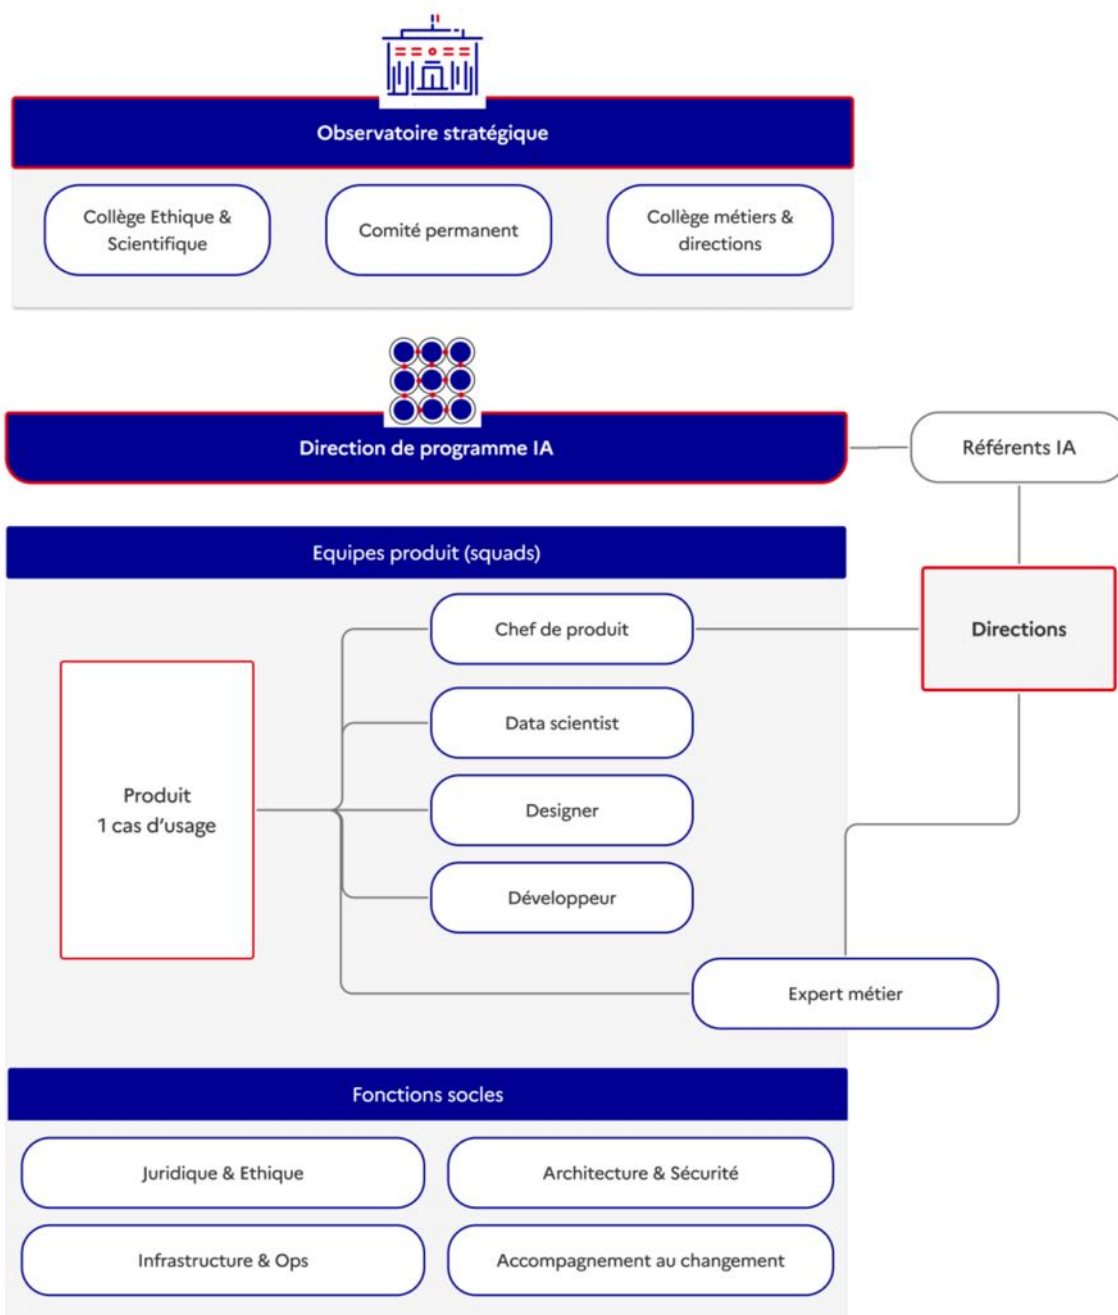 Observatoire stratégique
Collège Ethique &
Scientifique
Comité permanent
Collège métiers &
directions
Direction de programme IA
Référents IA
Equipes produit (squads)
Chef de produit
Directions
Data scientist
Produit
1 cas d'usage
Designer
Développeur
Expert métier
Fonctions socles
Juridique & Ethique
Architecture & Sécurité
Infrastructure & Ops
Accompagnement au changement